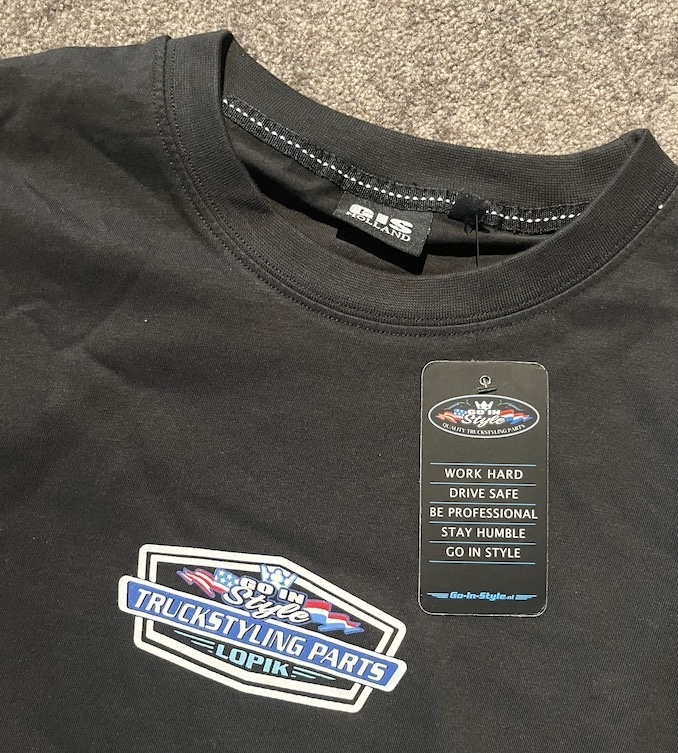 GIS
HOLLAND
GO IN
Style
QUALITY TRUCKSTYLING PARTS
WORK HARD
DRIVE SAFE
BE PROFESSIONAL
STAY HUMBLE
GO IN STYLE
Go-In-Style.nl
GO IN
Style
TRUCKSTYLING PARTS
LOPIK